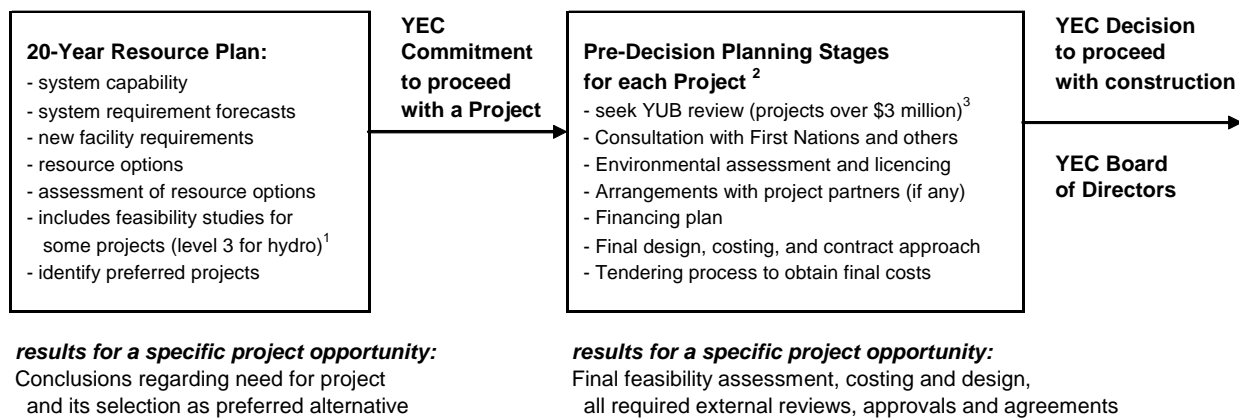 20-Year Resource Plan:
- system capability
- system requirement forecasts
- new facility requirements
- resource options
- assessment of resource options
- includes feasibility studies for
some projects (level 3 for hydro)1
- identify preferred projects
YEC
Commitment
to proceed
with a Project
Pre-Decision Planning Stages
for each Project 2
- seek YUB review (projects over $3 million)3
- Consultation with First Nations and others
- Environmental assessment and licencing
- Arrangements with project partners (if any)
- Financing plan
- Final design, costing, and contract approach
- Tendering process to obtain final costs
YEC Decision
to proceed
with construction
YEC Board
of Directors
results for a specific project opportunity:
Conclusions regarding need for project
and its selection as preferred alternative
results for a specific project opportunity:
Final feasibility assessment, costing and design,
all required external reviews, approvals and agreements